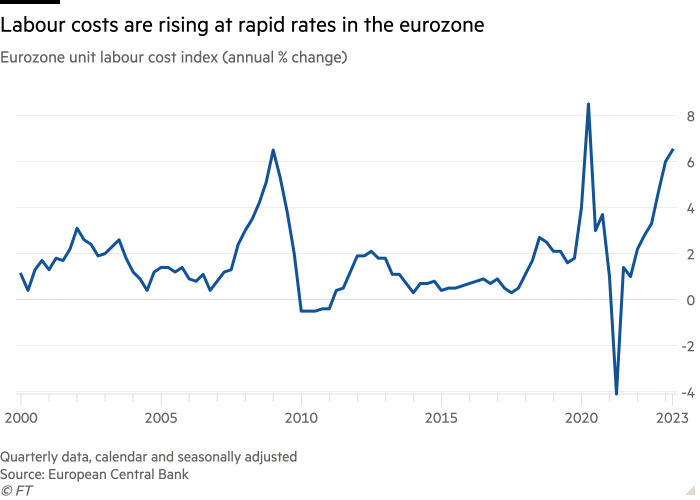 Labour costs are rising at rapid rates in the eurozone
Eurozone unit labour cost index (annual % change)
8
6
4
2
0
-2
-4
2000 2005 2010 2015 2020 2023
Quarterly data, calendar and seasonally adjusted
Source: European Central Bank
© FT